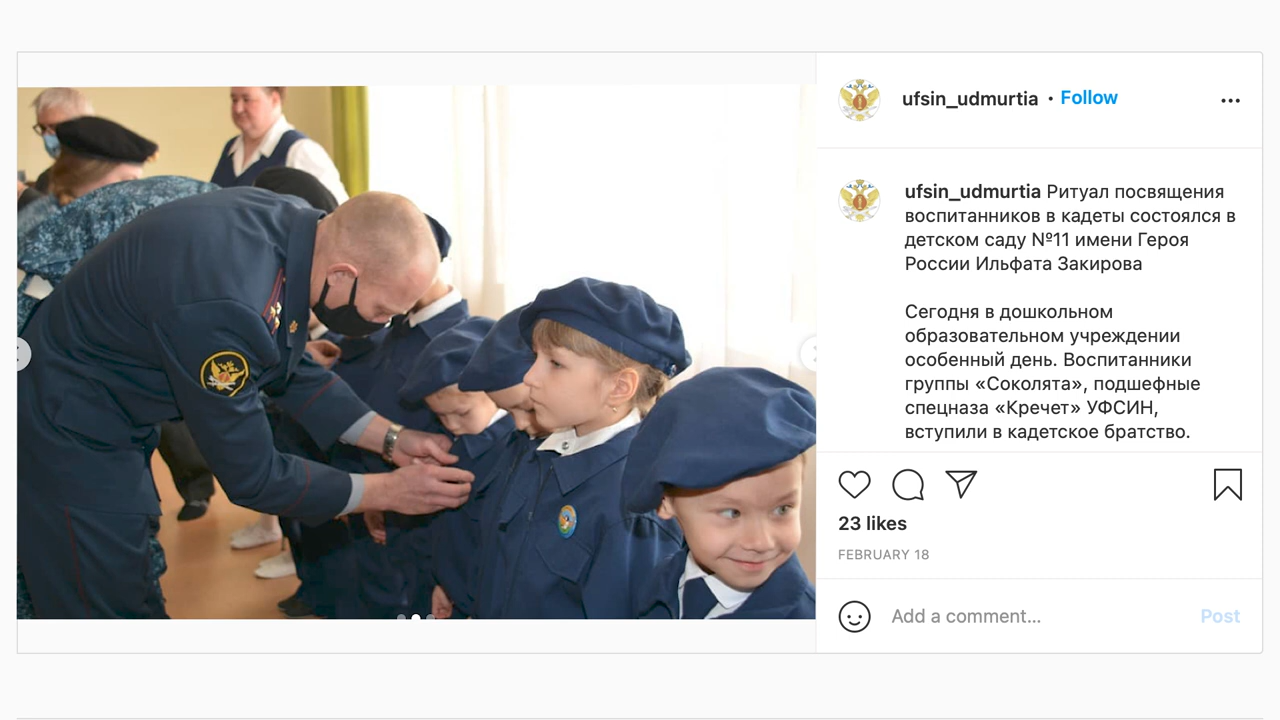 ufsin_udmurtia • Follow
ufsin_udmurtia Ритуал посвящения
воспитанников в кадеты состоялся в
детском саду №11 имени Героя
России Ильфата Закирова
Сегодня в дошкольном
образовательном учреждении
особенный день. Воспитанники
группы «Соколята», подшефные
спецназа «Кречет» УФСИН,
вступили в кадетское братство.
23 likes
FEBRUARY 18
Add a comment...
Post